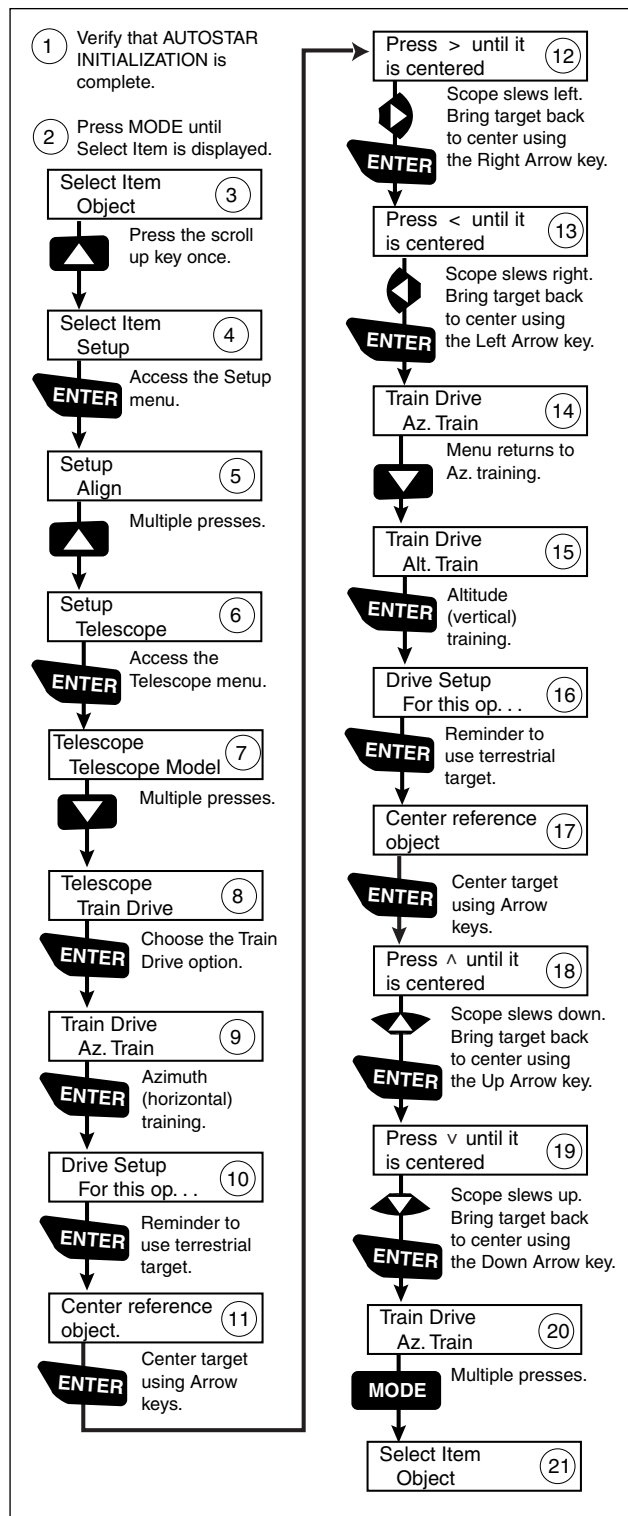 1 Verify that AUTOSTAR
INITIALIZATION is
complete.
2 Press MODE until
Select Item is displayed.
Select Item
Object
3
Press the scroll
up key once.
Select Item
Setup
4
ENTER
Access the Setup
menu.
Setup
Align
5
Multiple presses.
Setup
Telescope
6
ENTER
Access the
Telescope menu.
Telescope
Telescope Model
7
Multiple presses.
Telescope
Train Drive
8
ENTER
Choose the Train
Drive option.
Train Drive
Az. Train
9
ENTER
Azimuth
(horizontal)
training.
Drive Setup
For this op. . .
10
ENTER
Reminder to
use terrestrial
target.
Center reference
object.
11
ENTER
Center target
using Arrow
keys.
Press > until it
is centered
12
Scope slews left.
Bring target back
to center using
the Right Arrow key.
ENTER
Press < until it
is centered
13
Scope slews right.
Bring target back
to center using
the Left Arrow key.
ENTER
Train Drive
Az. Train
14
Menu returns to
Az. training.
Train Drive
Alt. Train
15
ENTER
Altitude
(vertical)
training.
Drive Setup
For this op. . .
16
ENTER
Reminder to
use terrestrial
target.
Center reference
object
17
ENTER
Center target
using Arrow
keys.
Press ^ until it
is centered
18
Scope slews down.
Bring target back
to center using
the Up Arrow key.
ENTER
Press v until it
is centered
19
Scope slews up.
Bring target back
to center using
the Down Arrow key.
ENTER
Train Drive
Az. Train
20
MODE
Multiple presses.
Select Item
Object
21